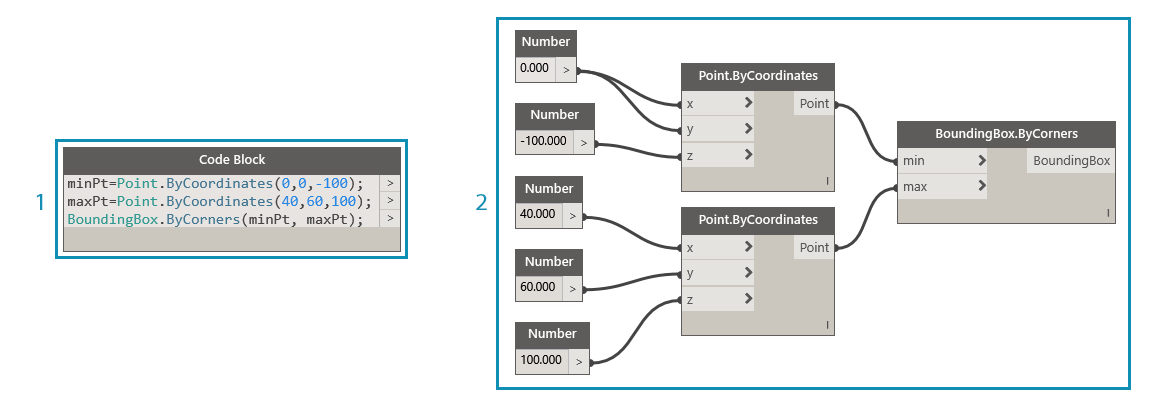 1
Code Block
minPt=Point.ByCoordinates(0,0,-100); >
maxPt=Point.ByCoordinates(40,60,100); >
BoundingBox.ByCorners(minPt, maxPt); >
2
Number
0.000 >
Number
-100.000 >
Number
40.000 >
Number
60.000 >
Number
100.000 >
Point.ByCoordinates
x > Point
y >
z >
l
Point.ByCoordinates
x > Point
y >
z >
l
BoundingBox.ByCorners
min > BoundingBox
max >
l